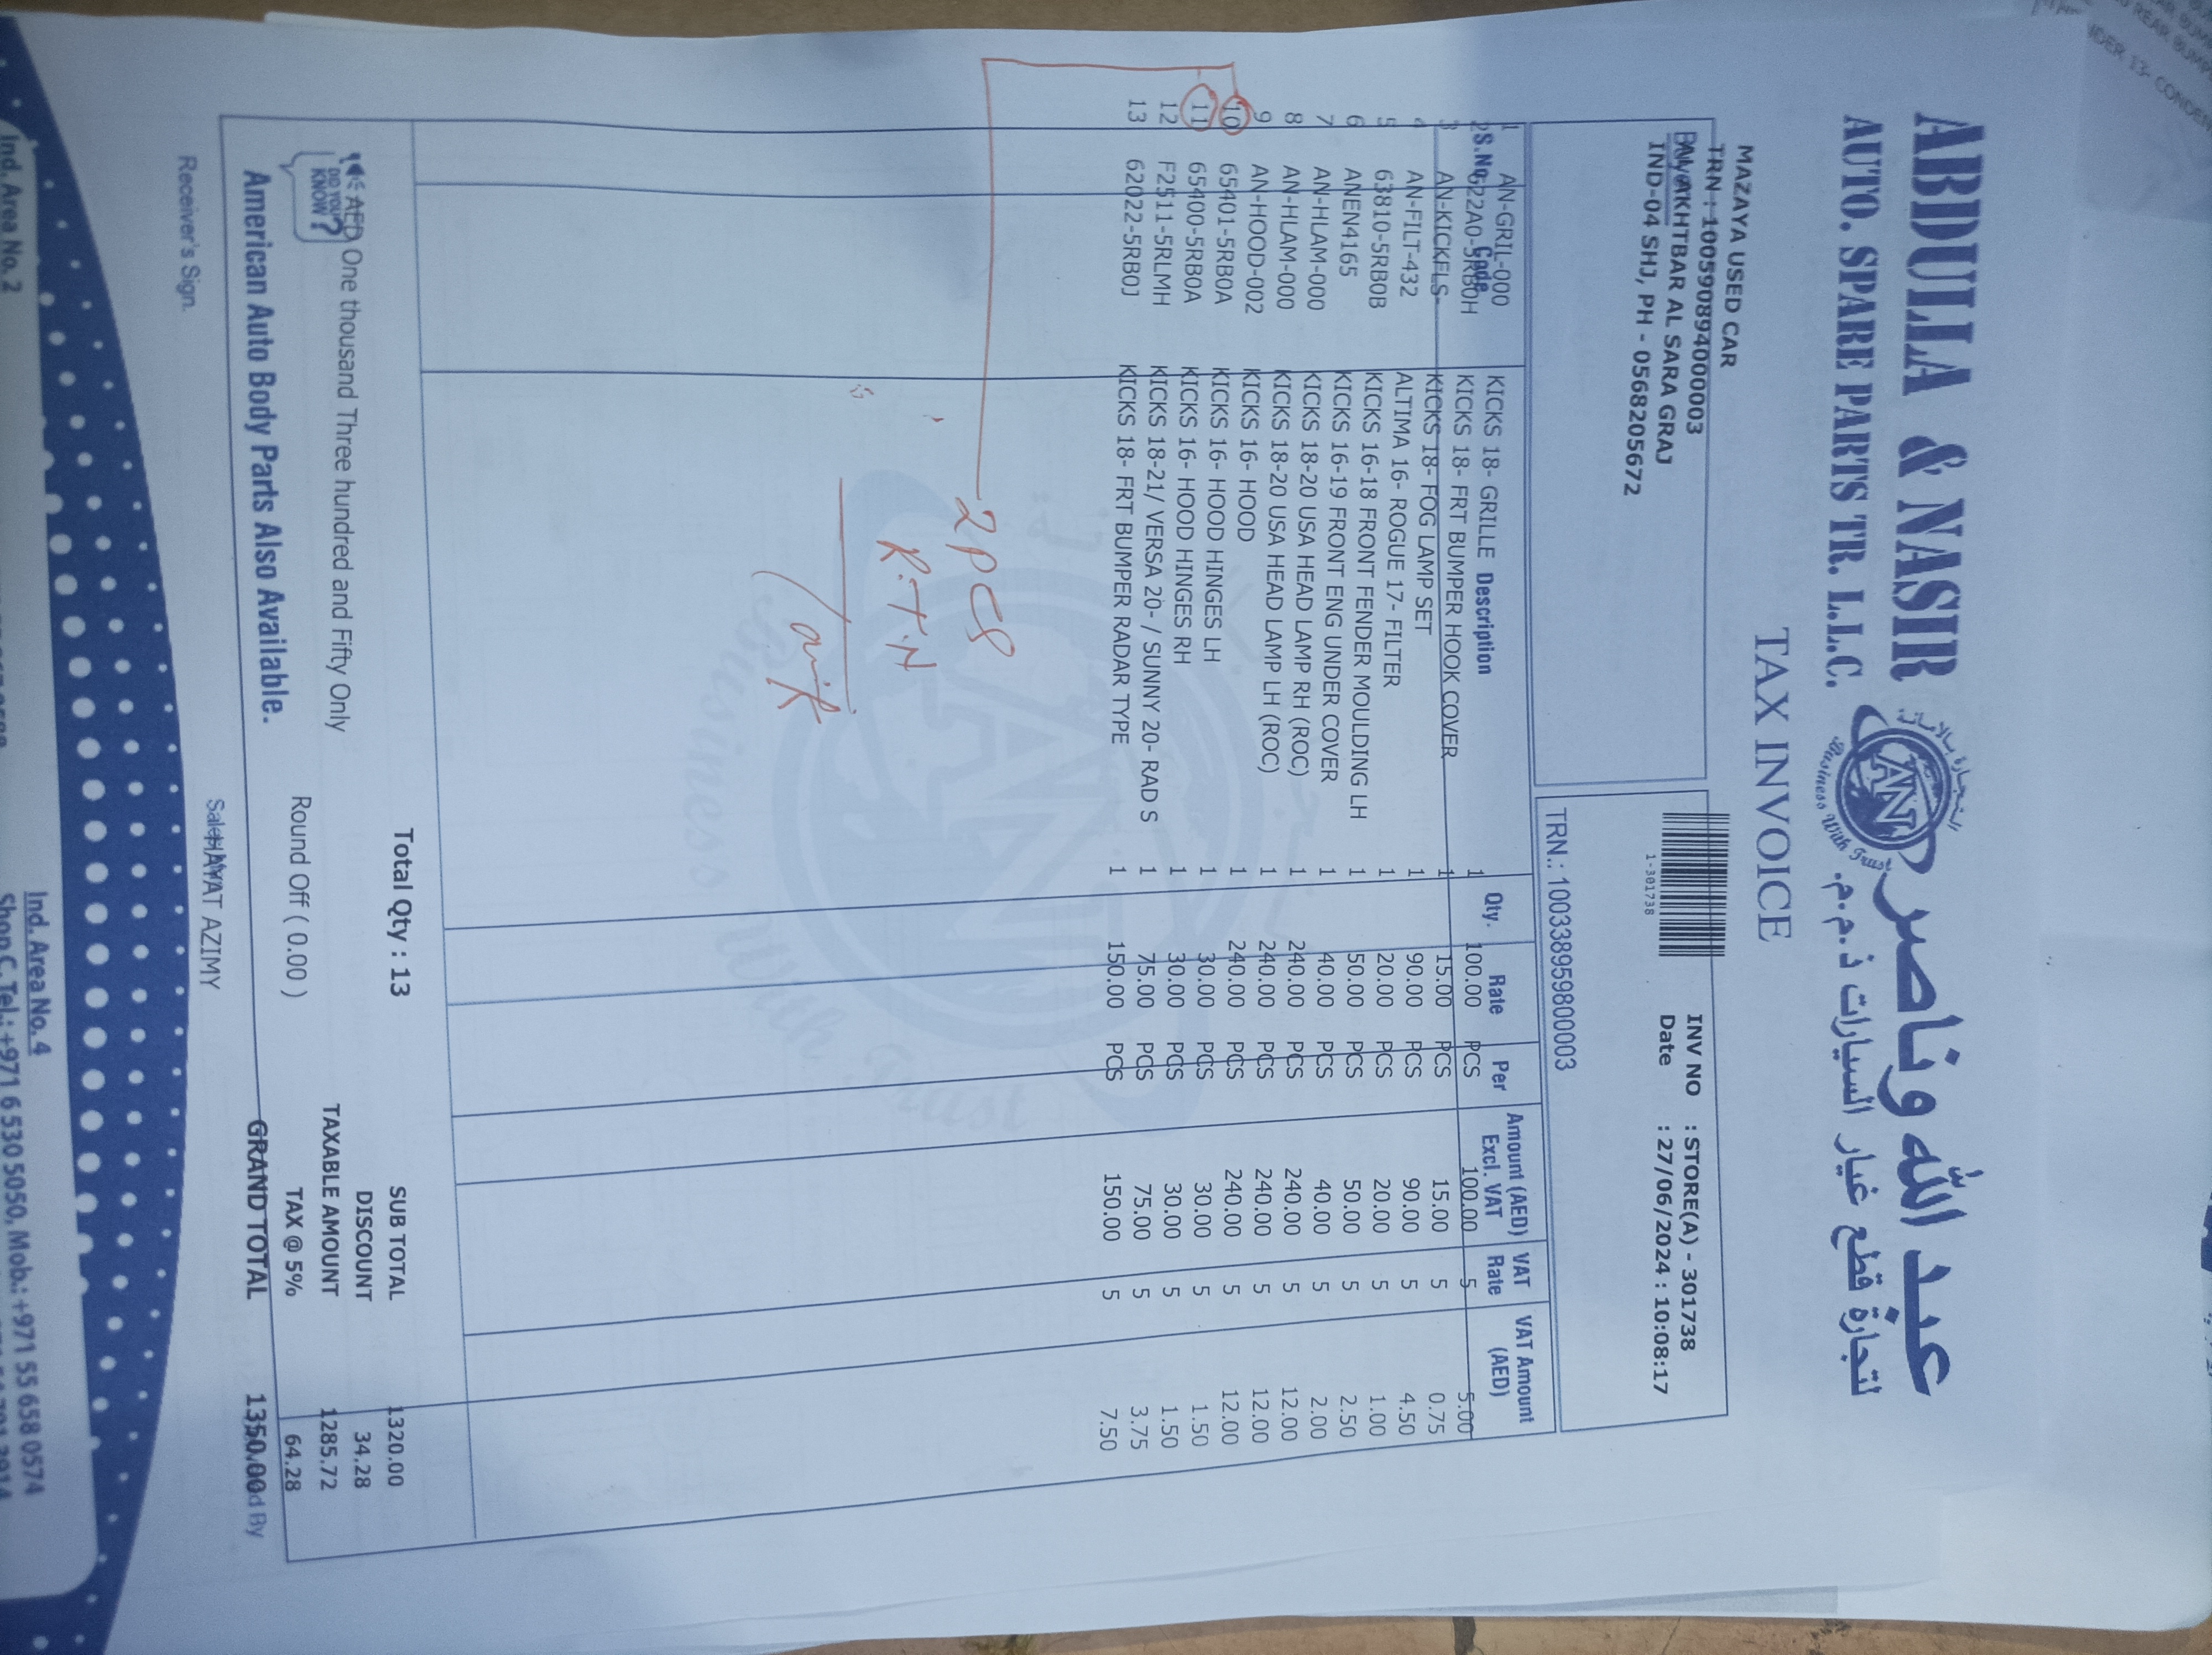 ABDULLA & NASIR
AUTO. SPARE PARTS TR. L.L.C.
عبد الله وناصر
لتجارة قطع غيار السيارات ذ.م.م.
التجارة بالأمانة
AN
Business With Trust
TAX INVOICE
MAZAYA USED CAR
TRN : 100590894000003
AKHTBAR AL SARA GRAJ
IND-04 SHJ, PH - 0568205672
1-301738
INV NO : STORE(A) - 301738
Date : 27/06/2024 : 10:08:17
TRN.: 100338959800003
S.No. Code Description Qty. Rate Per Amount (AED) Excl. VAT VAT Rate VAT Amount (AED)
1 AN-GRIL-000 KICKS 18- GRILLE 1 100.00 PCS 100.00 5 5.00
2 622A0-5RB0H KICKS 18- FRT BUMPER HOOK COVER 1 15.00 PCS 15.00 5 0.75
3 AN-KICKFLS- KICKS 18- FOG LAMP SET 1 90.00 PCS 90.00 5 4.50
4 AN-FILT-432 ALTIMA 16- ROGUE 17- FILTER 1 20.00 PCS 20.00 5 1.00
5 63810-5RB0B KICKS 16-18 FRONT FENDER MOULDING LH 1 50.00 PCS 50.00 5 2.50
6 ANEN4165 KICKS 16-19 FRONT ENG UNDER COVER 1 40.00 PCS 40.00 5 2.00
7 AN-HLAM-000 KICKS 18-20 USA HEAD LAMP RH (ROC) 1 240.00 PCS 240.00 5 12.00
8 AN-HLAM-000 KICKS 18-20 USA HEAD LAMP LH (ROC) 1 240.00 PCS 240.00 5 12.00
9 AN-HOOD-002 KICKS 16- HOOD 1 240.00 PCS 240.00 5 12.00
10 65401-5RB0A KICKS 16- HOOD HINGES LH 1 30.00 PCS 30.00 5 1.50
11 65400-5RB0A KICKS 16- HOOD HINGES RH 1 30.00 PCS 30.00 5 1.50
12 F2511-5RLMH KICKS 18-21/ VERSA 20- / SUNNY 20- RAD S 1 75.00 PCS 75.00 5 3.75
13 62022-5RB0J KICKS 18- FRT BUMPER RADAR TYPE 1 150.00 PCS 150.00 5 7.50
2 PCS
R.T.N
Total Qty : 13
SUB TOTAL 1320.00
DISCOUNT 34.28
TAXABLE AMOUNT 1285.72
DID YOU KNOW?
AED One thousand Three hundred and Fifty Only
Round Off ( 0.00 )
TAX @ 5% 64.28
American Auto Body Parts Also Available.
GRAND TOTAL 1350.00
Receiver's Sign.
HAYAT AZIMY
Ind. Area No. 2
Ind. Area No. 4
Shop C, Tel.: +971 6 530 5050, Mob.: +971 55 658 0574